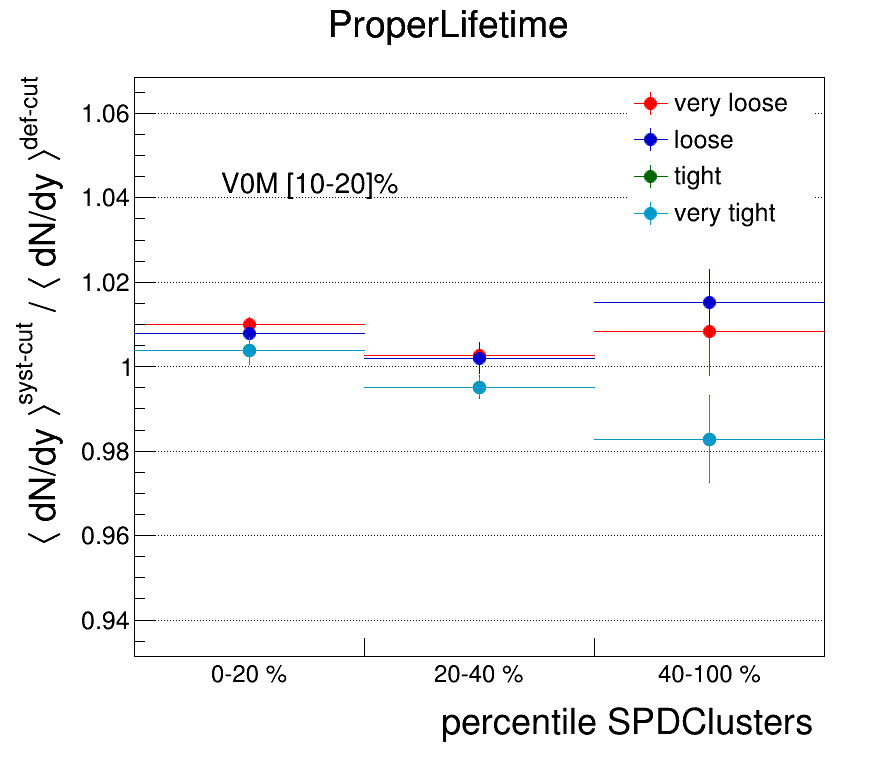 ProperLifetime
⟨ dN/dy ⟩^syst-cut / ⟨ dN/dy ⟩^def-cut
1.06
1.04
1.02
1
0.98
0.96
0.94
V0M [10-20]%
very loose
loose
tight
very tight
0-20 %
20-40 %
40-100 %
percentile SPDClusters